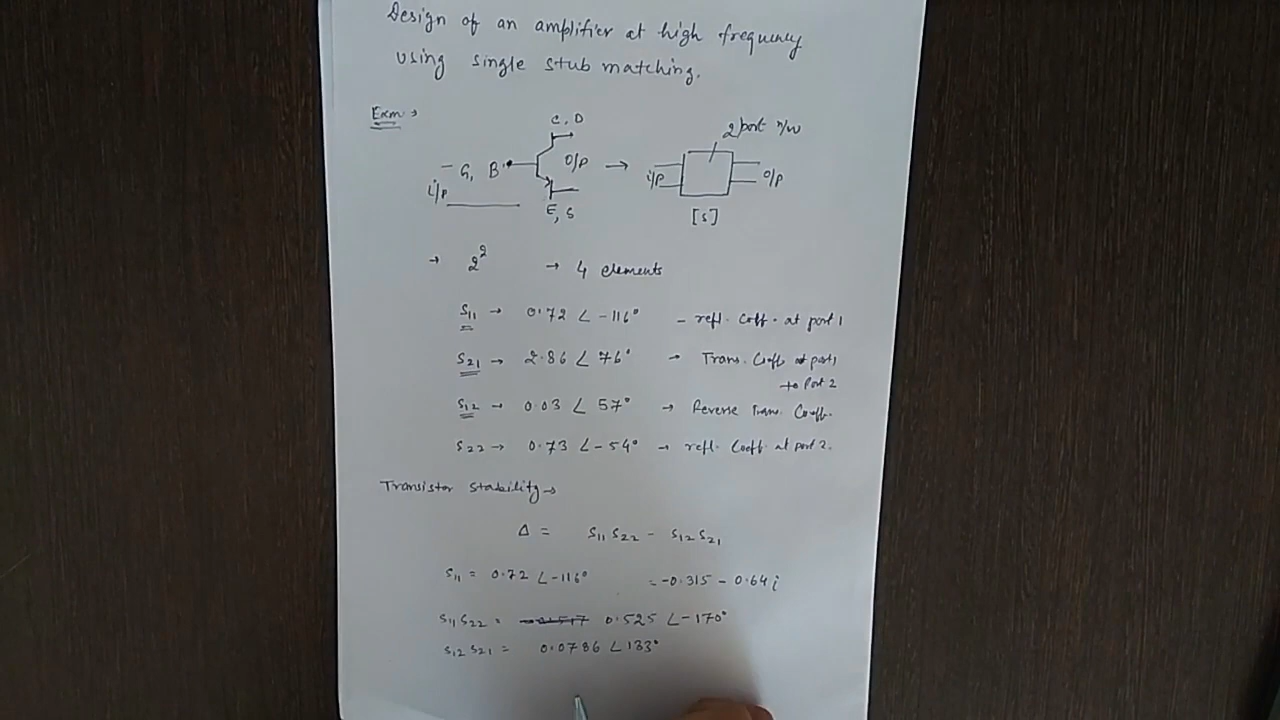 Design of an amplifier at high frequency
using single stub matching.
Exm →
C, D
2 port n/w
G, B
O/P →
i/p
o/p
i/p
E, S
[S]
→ 2² → 4 elements
S11 → 0.72 ∠ -116° - refl. Coff. at port 1
S21 → 2.86 ∠ 76° → Trans. Coeff. at port 1
to Port 2
S12 → 0.03 ∠ 57° → Reverse Trans. Coeff.
S22 → 0.73 ∠ -54° → refl. Coeff. at port 2.
Transistor stability →
Δ = S11 S22 - S12 S21
S11 = 0.72 ∠ -116° = -0.315 - 0.64 i
S11 S22 = 0.525 ∠ -170°
S12 S21 = 0.0786 ∠ 133°